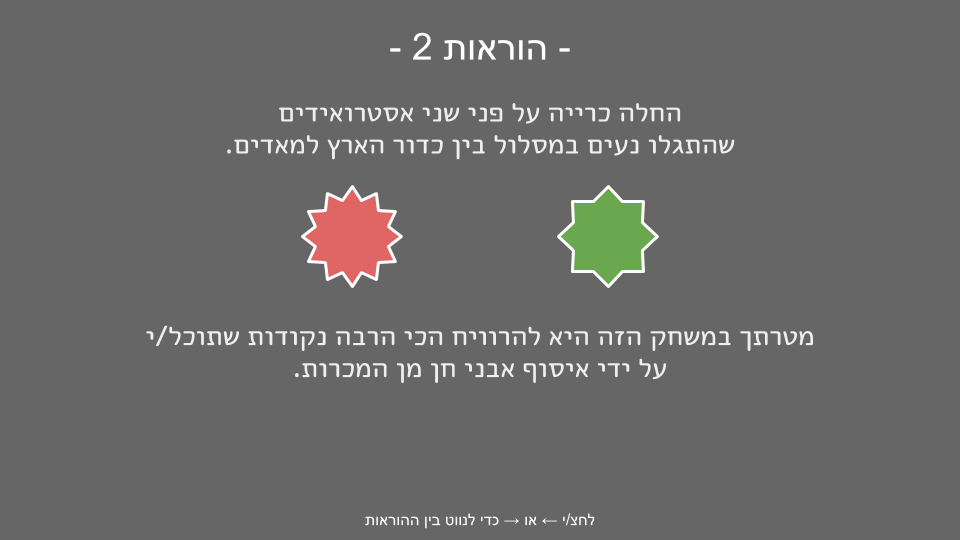 - הוראות 2 -
החלה כרייה על פני שני אסטרואידים
שהתגלו נעים במסלול בין כדור הארץ למאדים.
מטרתך במשחק הזה היא להרוויח הכי הרבה נקודות שתוכל/י
על ידי איסוף אבני חן מן המכרות.
לחצ/י ← או → כדי לנווט בין ההוראות